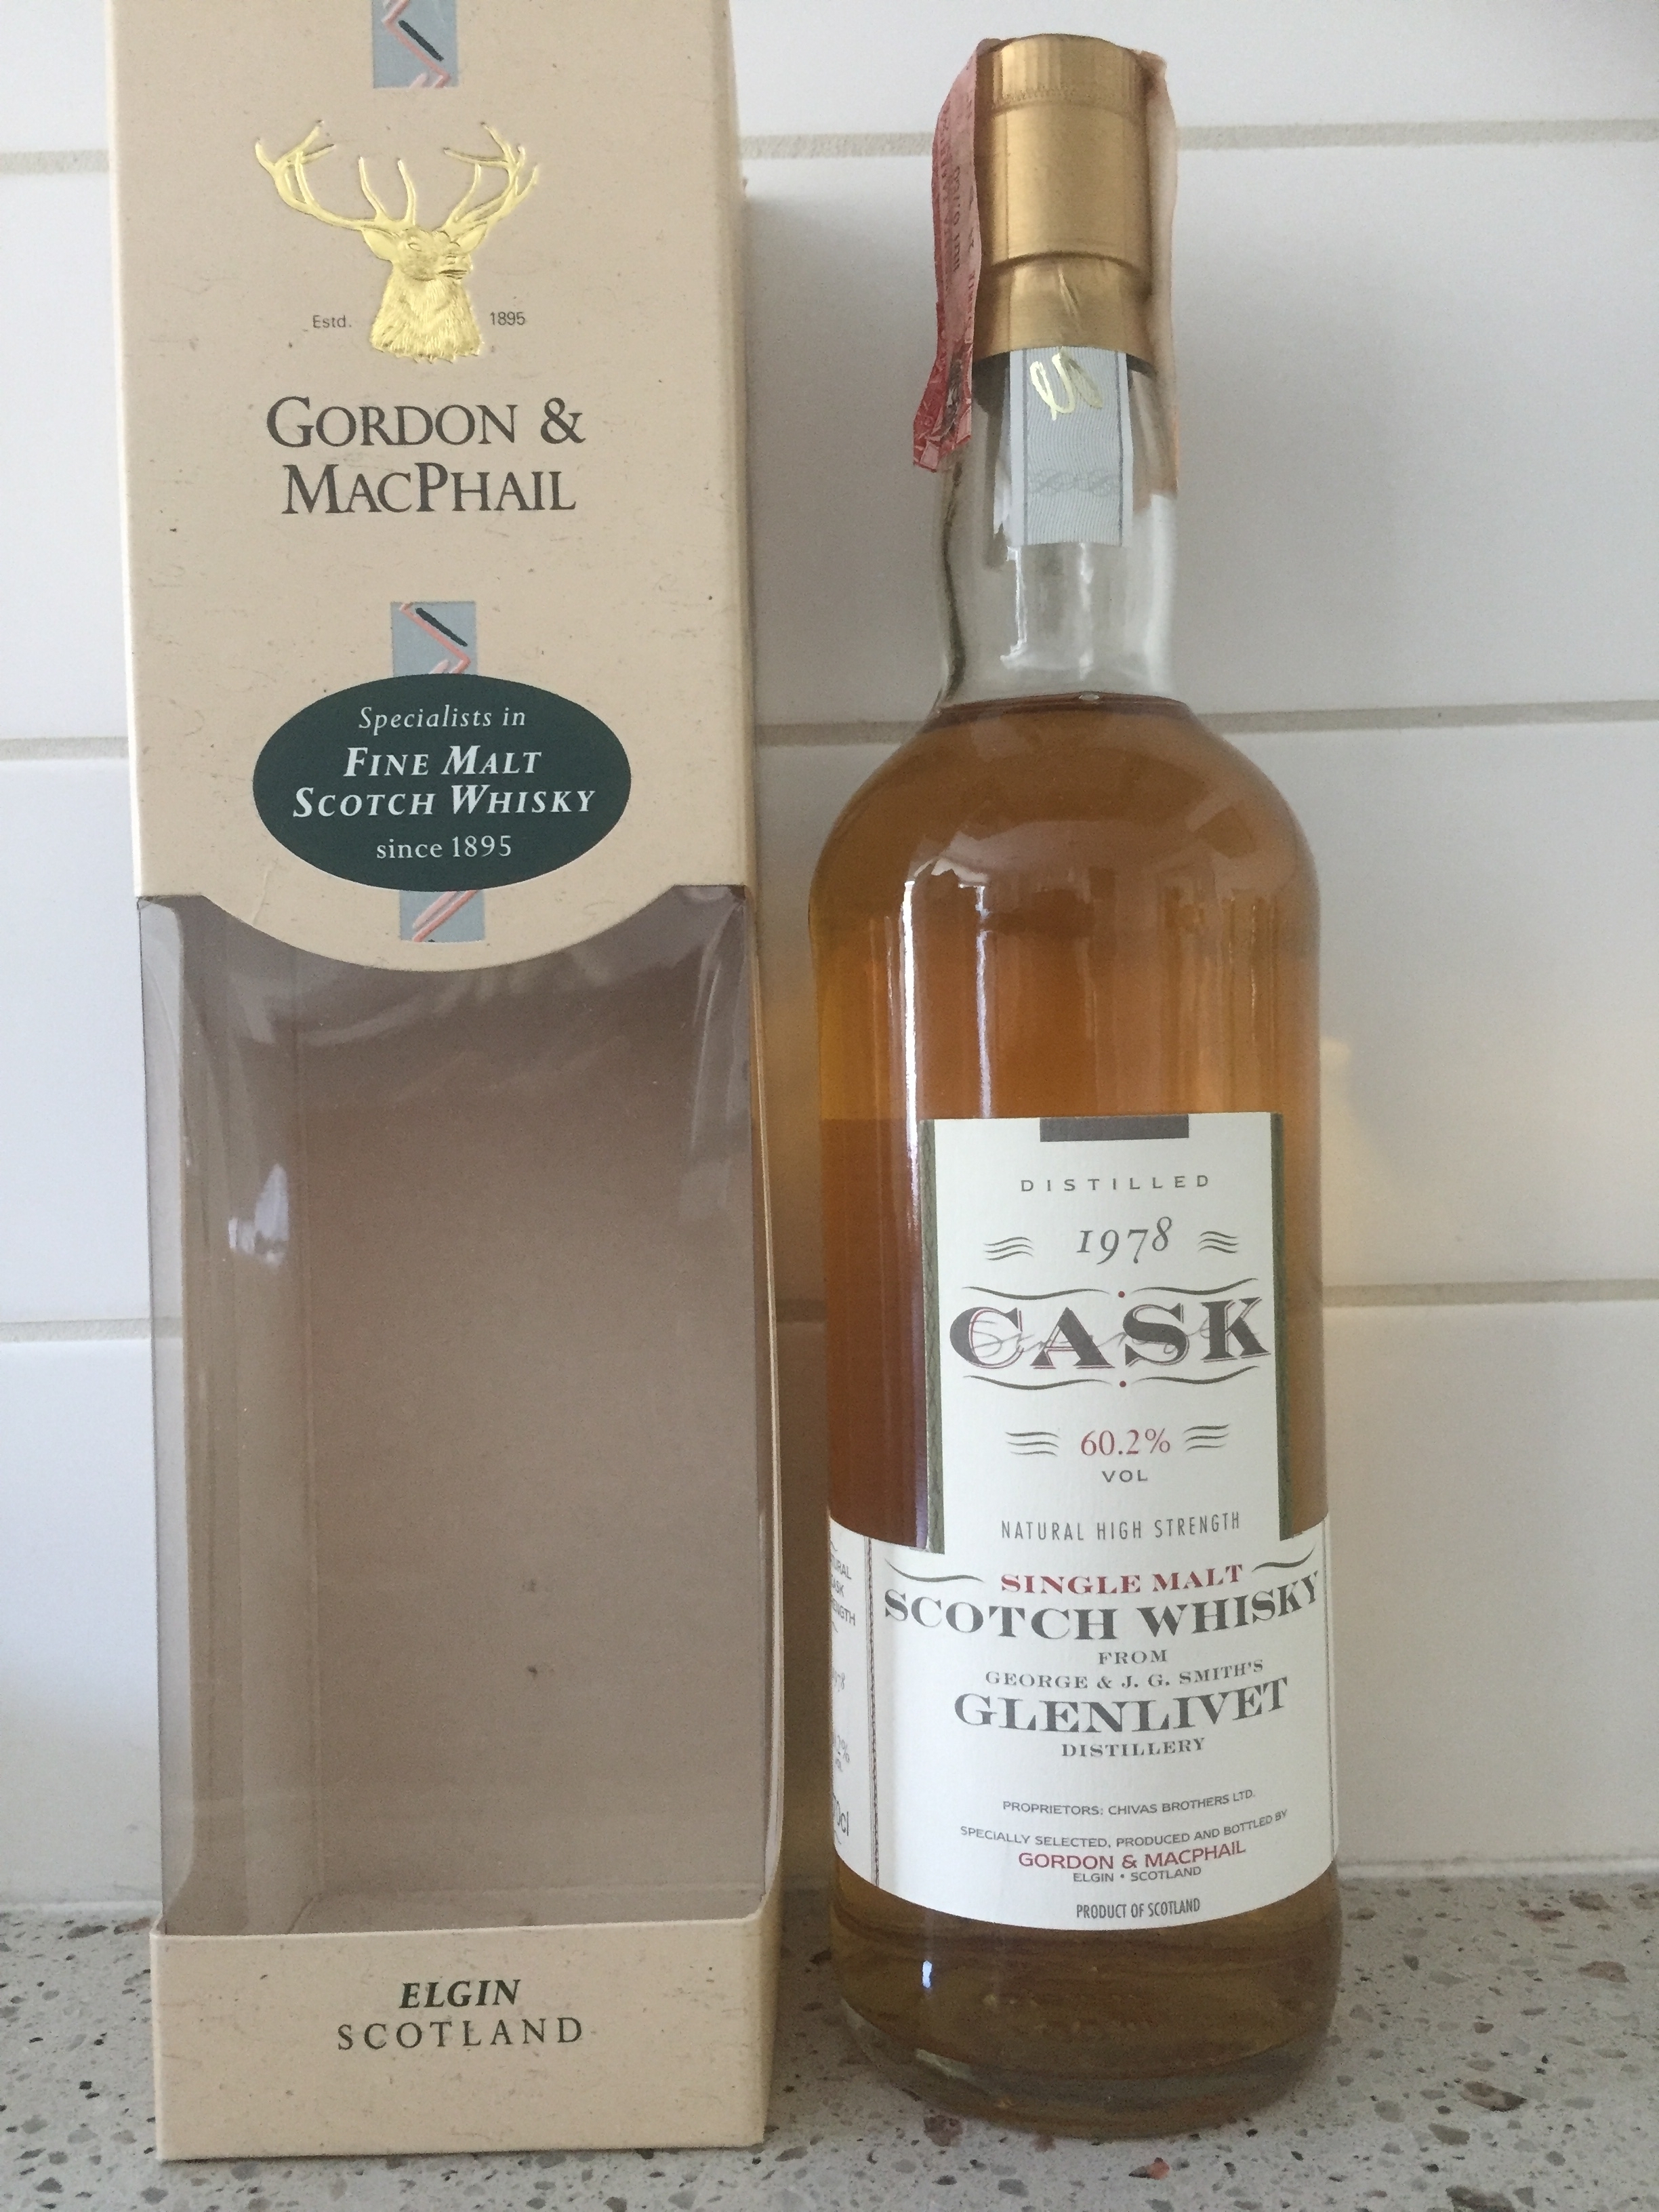 Estd. 1895
GORDON &
MACPHAIL
Specialists in
FINE MALT
SCOTCH WHISKY
since 1895
ELGIN
SCOTLAND
DISTILLED
1978
CASK
60.2%
VOL
NATURAL HIGH STRENGTH
SINGLE MALT
SCOTCH WHISKY
FROM
GEORGE & J. G. SMITH'S
GLENLIVET
DISTILLERY
PROPRIETORS: CHIVAS BROTHERS LTD.
SPECIALLY SELECTED, PRODUCED AND BOTTLED BY
GORDON & MACPHAIL
ELGIN • SCOTLAND
PRODUCT OF SCOTLAND